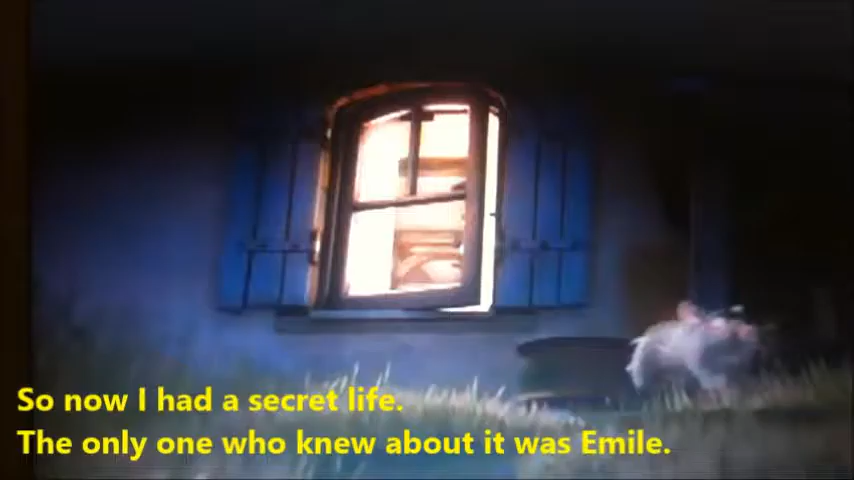 So now I had a secret life.
The only one who knew about it was Emile.